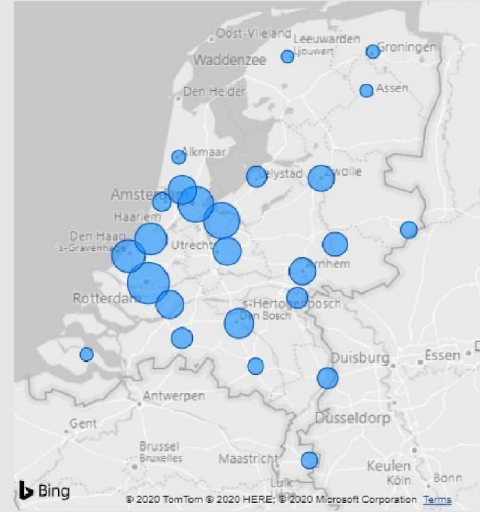 Oost-Vlieland
Leeuwarden
Ljouwert
Groningen
Waddenzee
Den Helder
Assen
Alkmaar
Lelystad
Zwolle
Amsterdam
Haarlem
Den Haag
's-Gravenhage
Utrecht
Arnhem
Rotterdam
's-Hertogenbosch
Den Bosch
Duisburg
Essen
D
Antwerpen
Düsseldorp
Gent
Brussel
Bruxelles
Maastricht
Keulen
Köln
Bonn
Luik
Bing
© 2020 TomTom © 2020 HERE, © 2020 Microsoft Corporation Terms